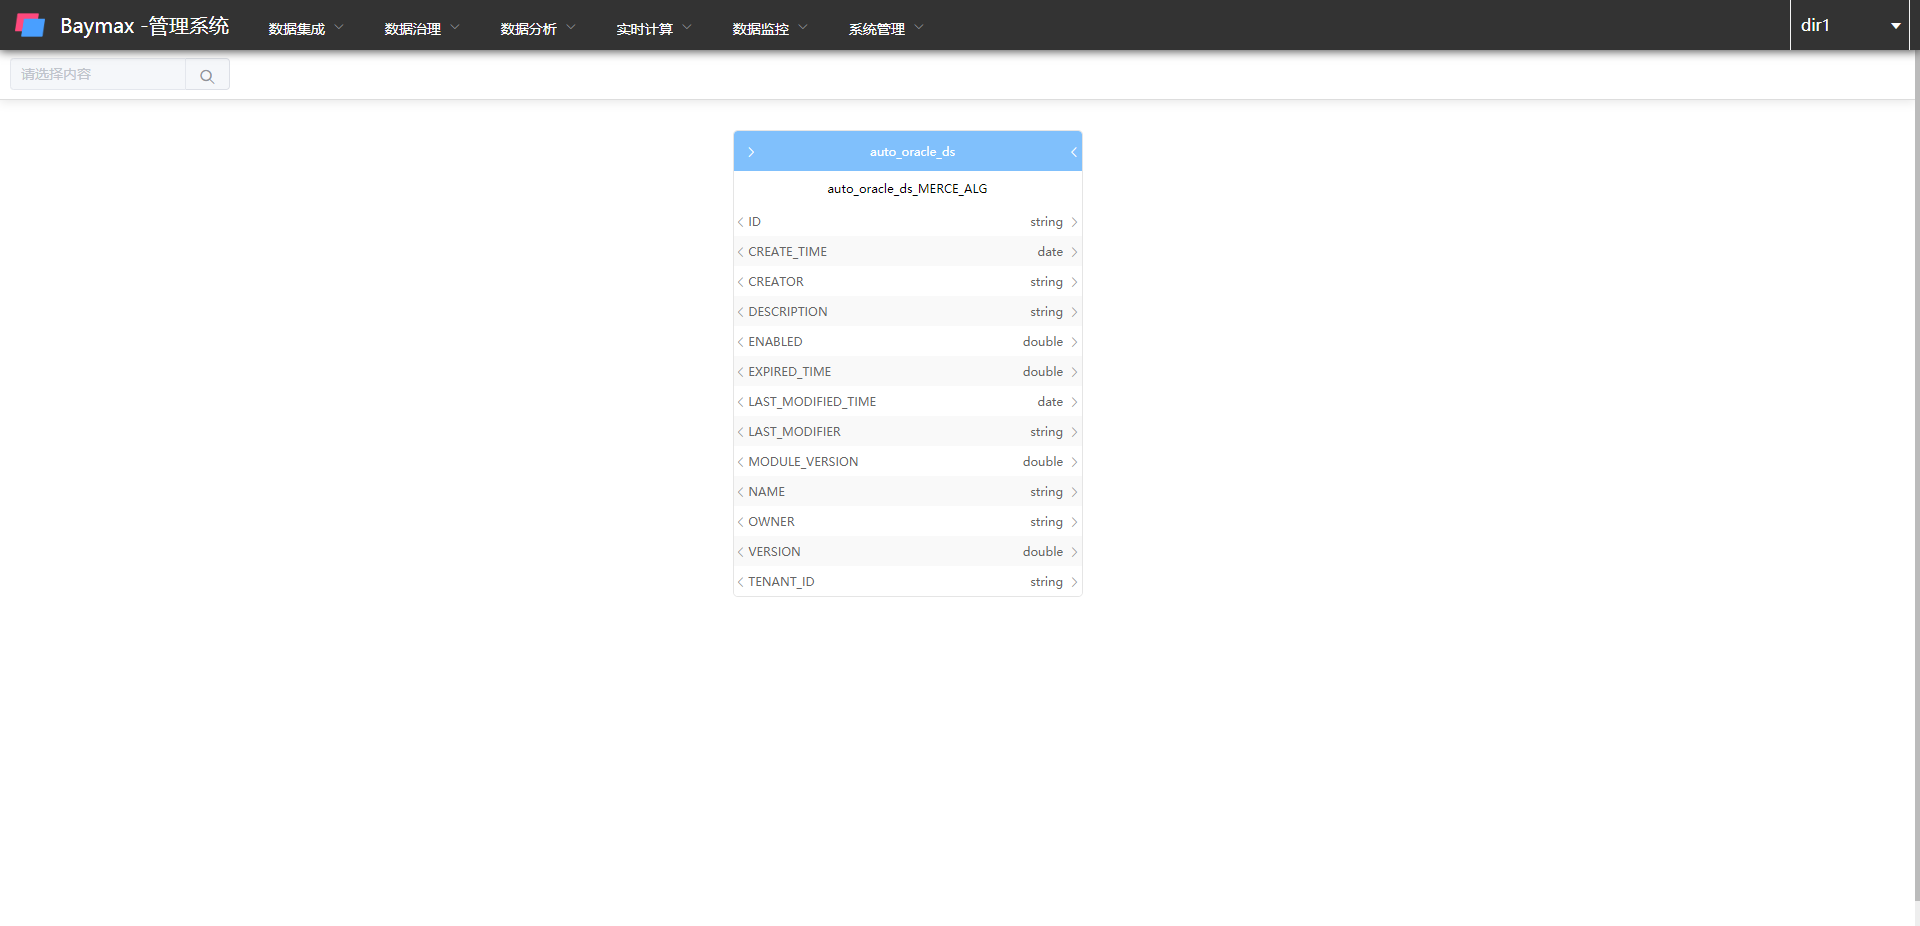 Baymax -管理系统 数据集成 数据治理 数据分析 实时计算 数据监控 系统管理 dir1
请选择内容
auto_oracle_ds
auto_oracle_ds_MERCE_ALG
ID string
CREATE_TIME date
CREATOR string
DESCRIPTION string
ENABLED double
EXPIRED_TIME double
LAST_MODIFIED_TIME date
LAST_MODIFIER string
MODULE_VERSION double
NAME string
OWNER string
VERSION double
TENANT_ID string